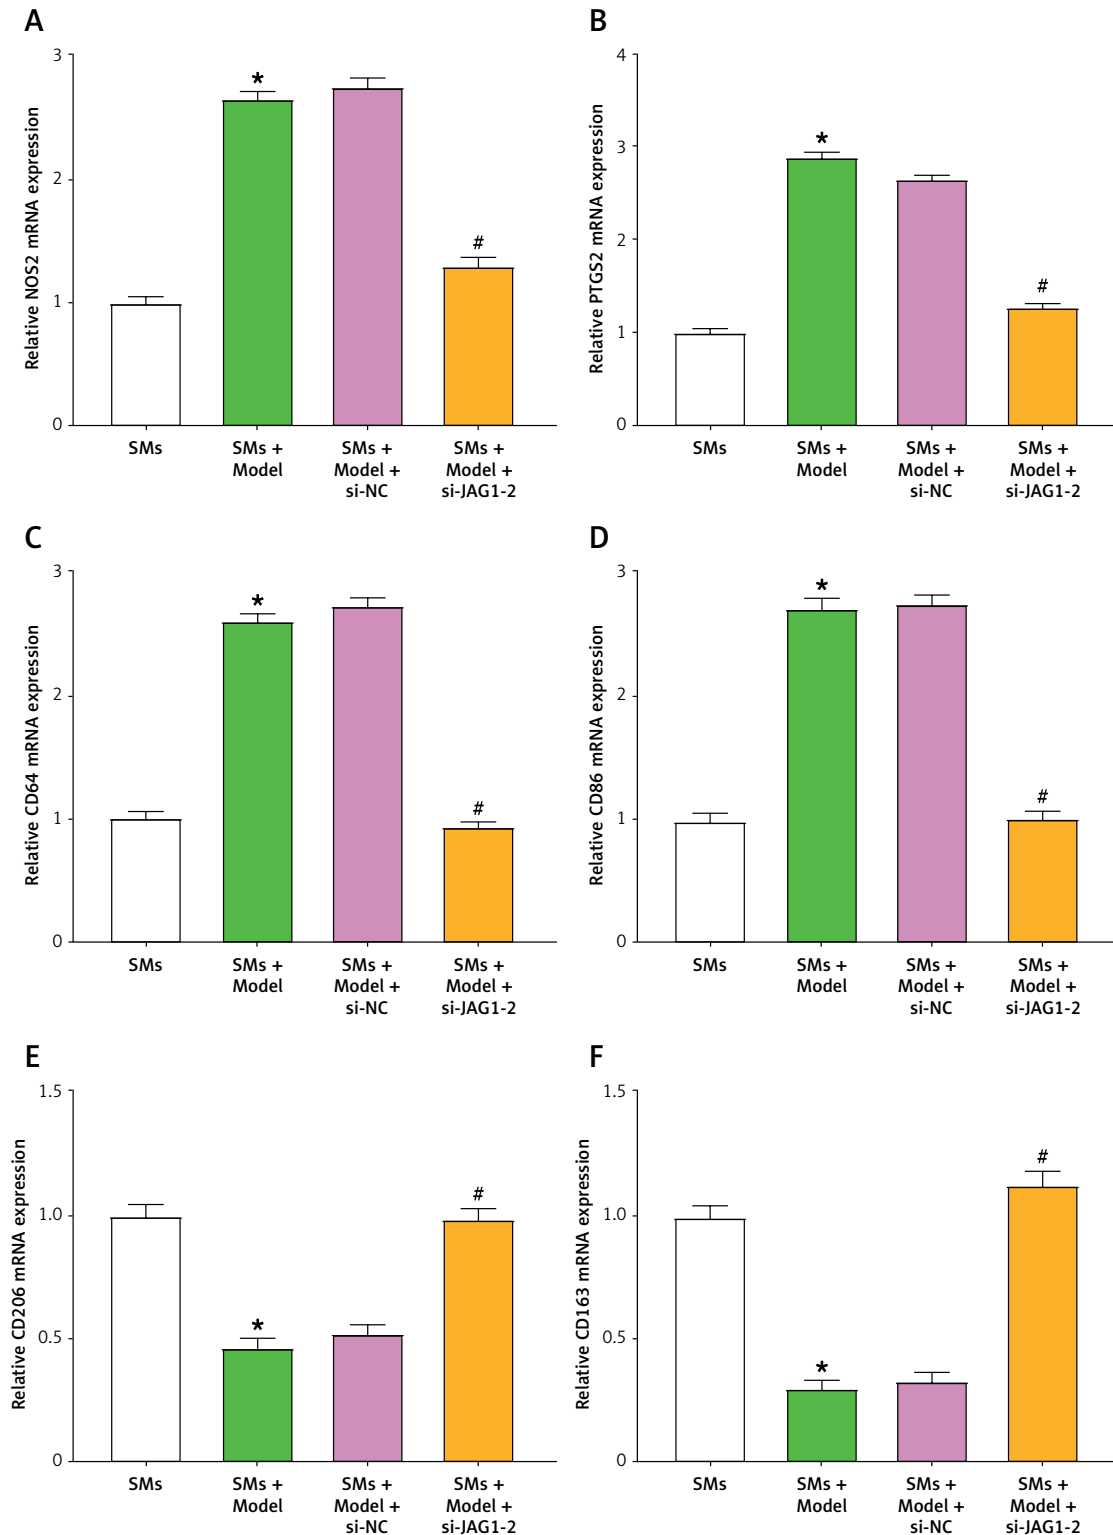 A
Relative NOS2 mRNA expression
3
2
1
0
*
#
SMs
SMs +
Model
SMs +
Model +
si-NC
SMs +
Model +
si-JAG1-2
B
Relative PTGS2 mRNA expression
4
3
2
1
0
*
#
SMs
SMs +
Model
SMs +
Model +
si-NC
SMs +
Model +
si-JAG1-2
C
Relative CD64 mRNA expression
3
2
1
0
*
#
SMs
SMs +
Model
SMs +
Model +
si-NC
SMs +
Model +
si-JAG1-2
D
Relative CD86 mRNA expression
3
2
1
0
*
#
SMs
SMs +
Model
SMs +
Model +
si-NC
SMs +
Model +
si-JAG1-2
E
Relative CD206 mRNA expression
1.5
1.0
0.5
0
*
#
SMs
SMs +
Model
SMs +
Model +
si-NC
SMs +
Model +
si-JAG1-2
F
Relative CD163 mRNA expression
1.5
1.0
0.5
0
*
#
SMs
SMs +
Model
SMs +
Model +
si-NC
SMs +
Model +
si-JAG1-2